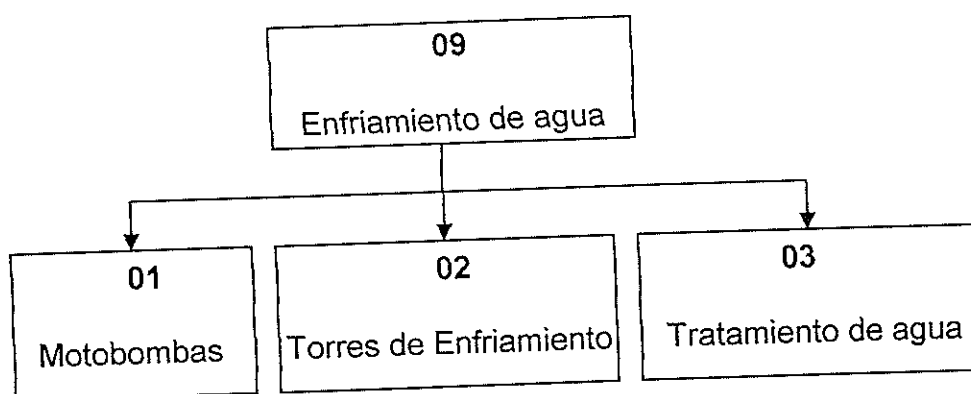 09
Enfriamiento de agua
01
Motobombas
02
Torres de Enfriamiento
03
Tratamiento de agua